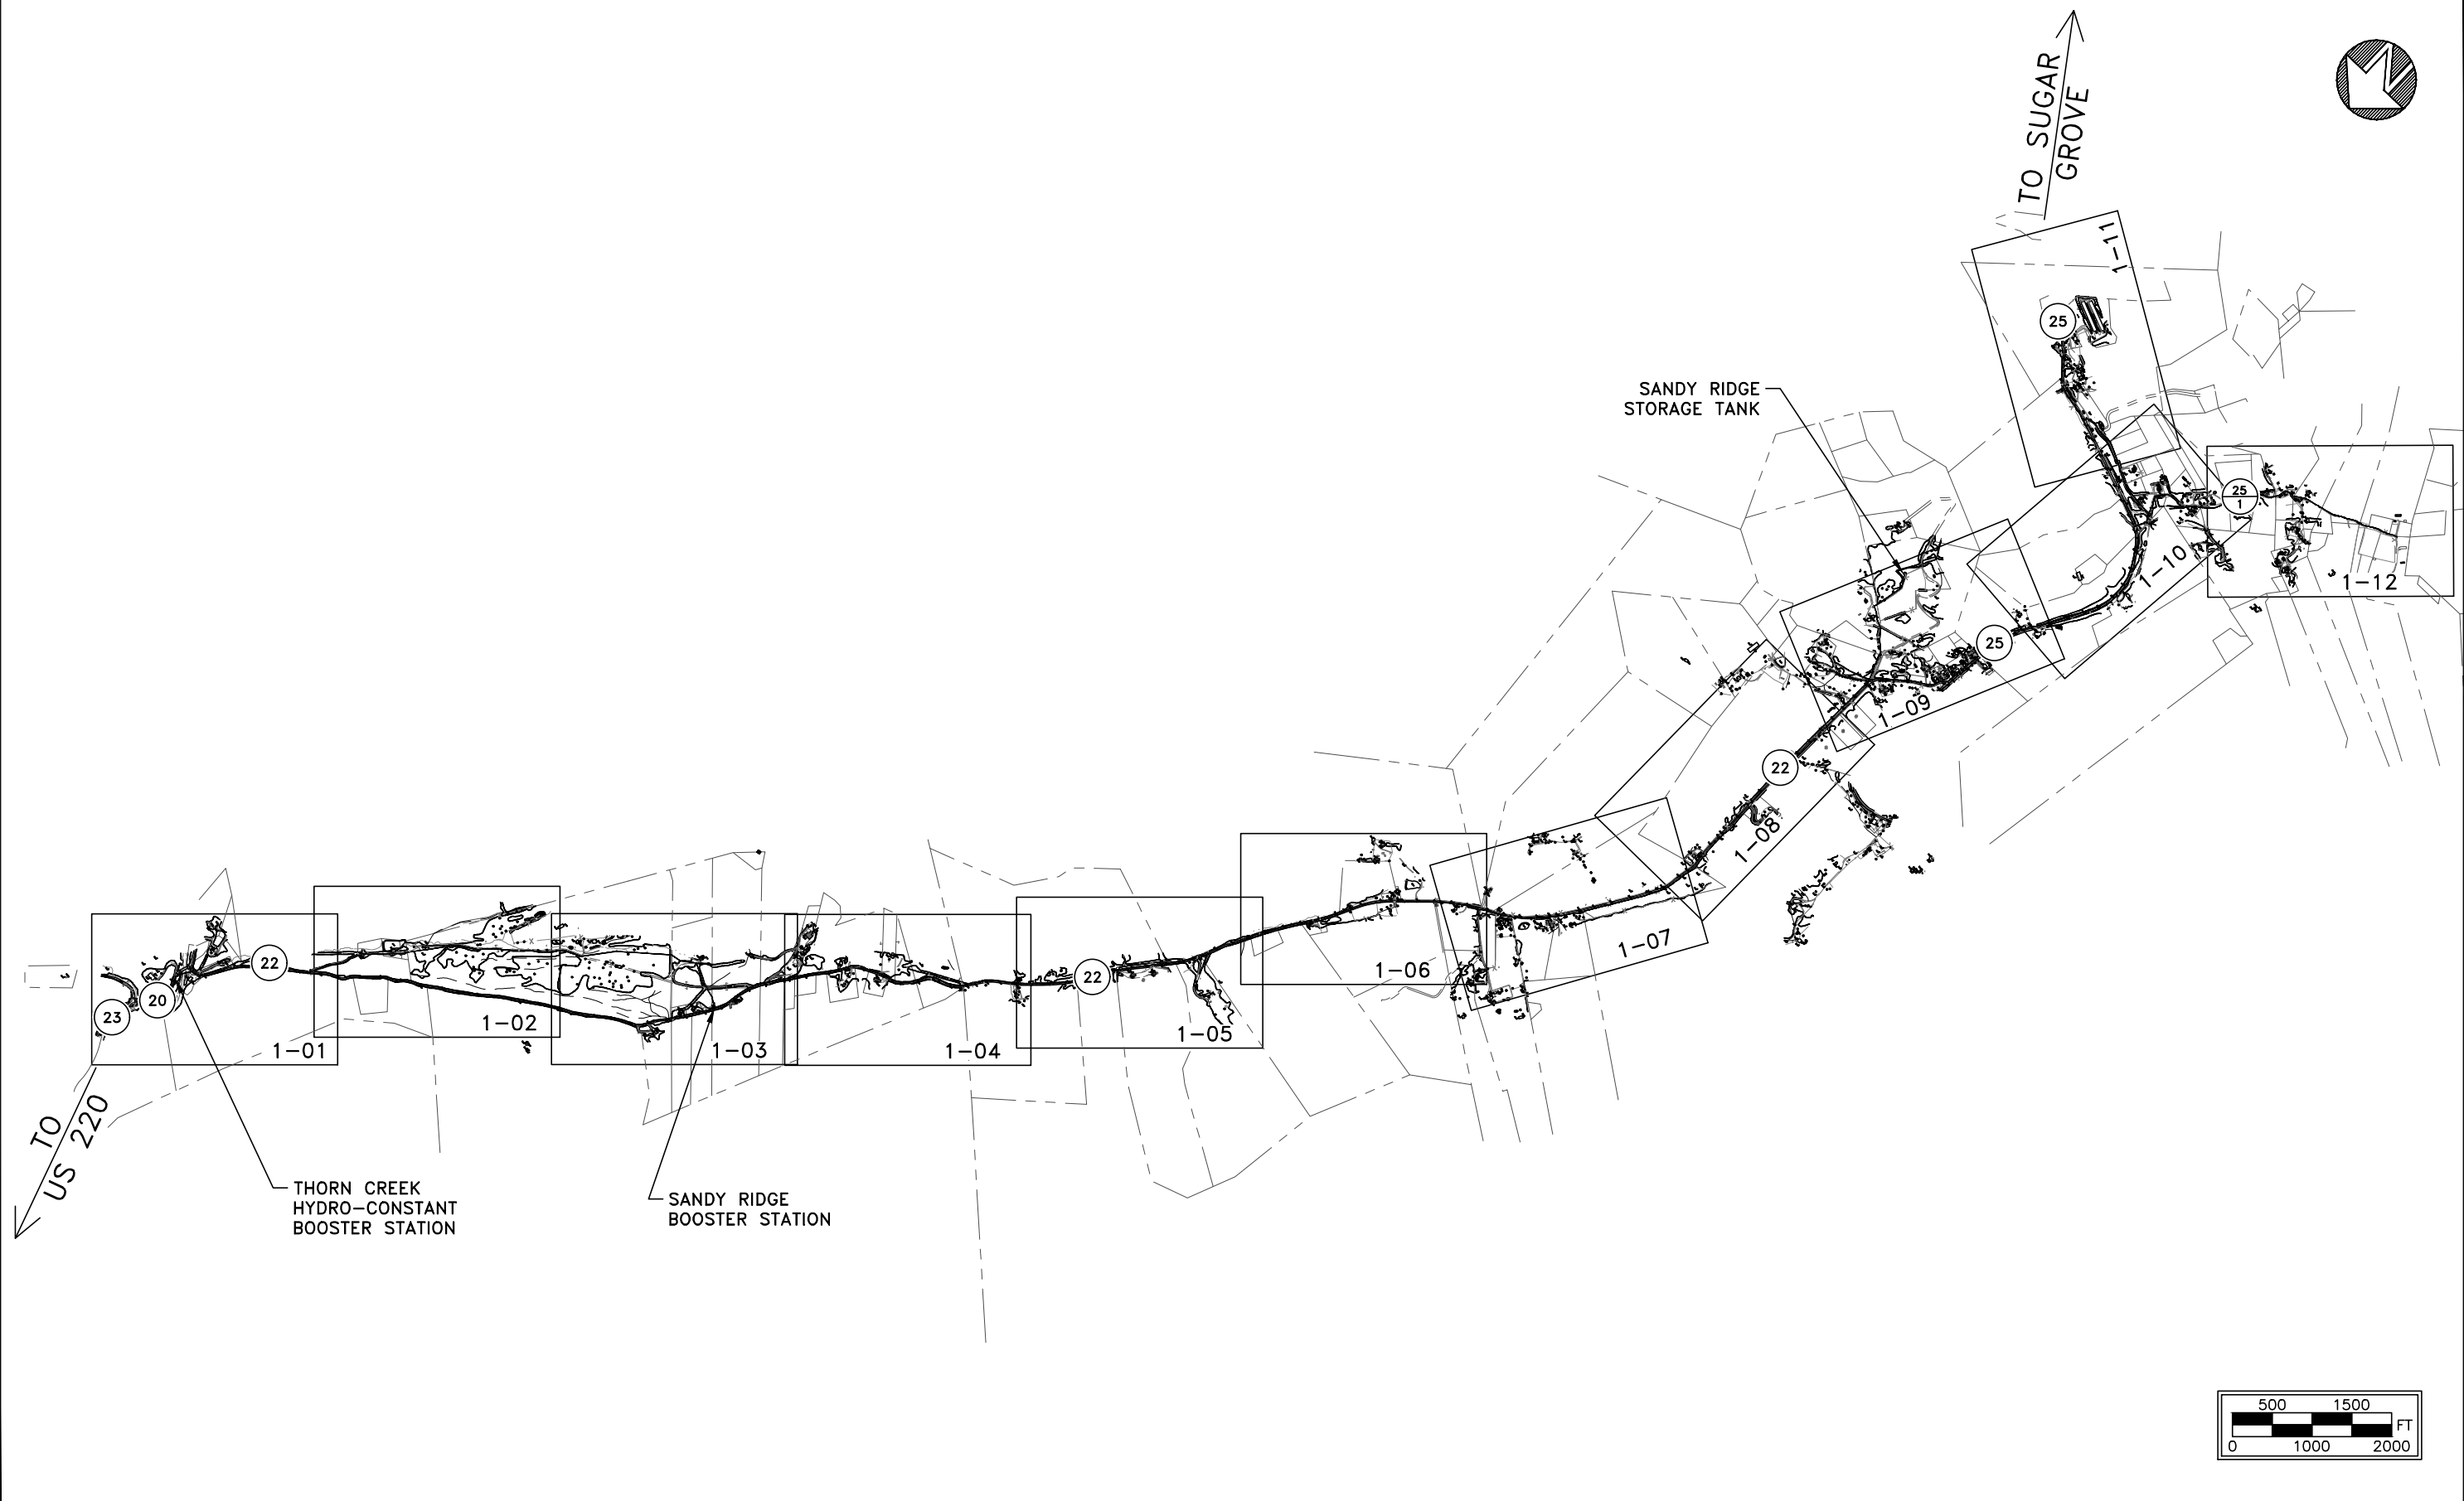 TO SUGAR
GROVE
N
1-11
25
SANDY RIDGE
STORAGE TANK
25
1
1-10
1-12
25
1-09
22
1-08
1-07
1-06
22
1-05
22
20
23
1-02
1-01
1-03
1-04
TO
US 220
THORN CREEK
HYDRO-CONSTANT
BOOSTER STATION
SANDY RIDGE
BOOSTER STATION
500 1500
FT
0 1000 2000